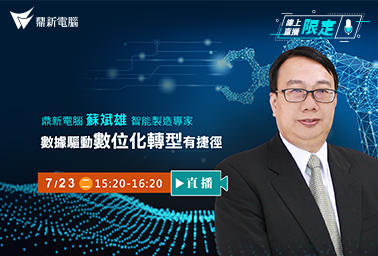 鼎新電腦
線上
直播
限定
鼎新電腦 蘇斌雄 智能製造專家
數據驅動數位化轉型有捷徑
7/23 二 15:20-16:20 直播